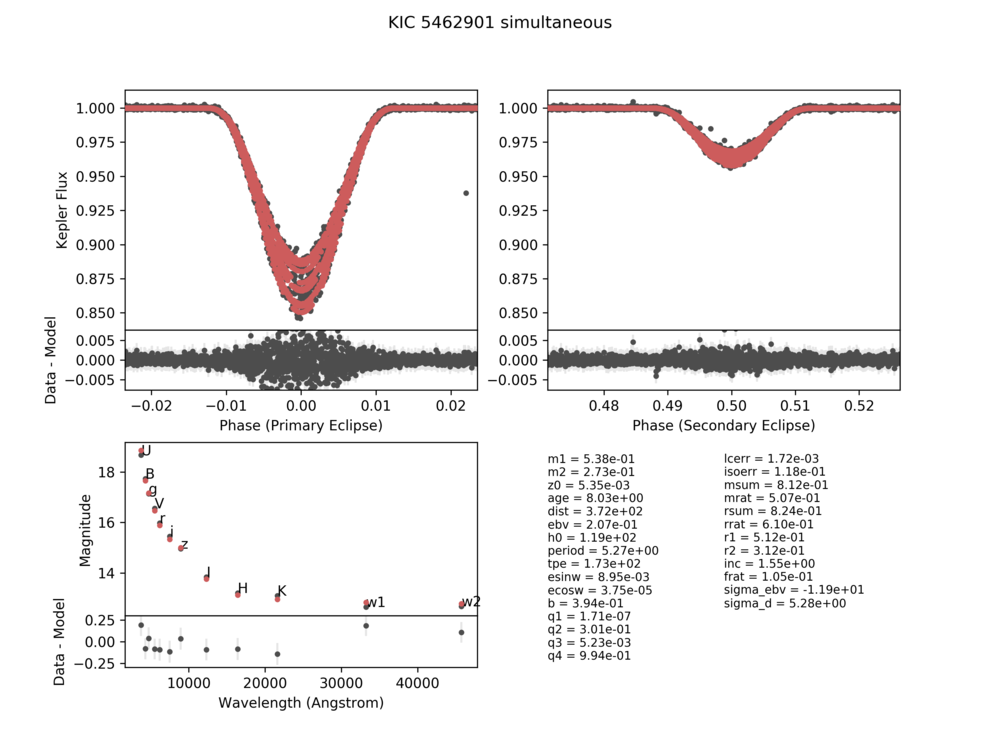 KIC 5462901 simultaneous
1.000
0.975
0.950
0.925
0.900
0.875
0.850
Kepler Flux
0.005
0.000
−0.005
Data - Model
−0.02 −0.01 0.00 0.01 0.02
Phase (Primary Eclipse)
1.000
0.975
0.950
0.925
0.900
0.875
0.850
0.005
0.000
−0.005
0.48 0.49 0.50 0.51 0.52
Phase (Secondary Eclipse)
18
16
14
Magnitude
U
B
g
V
r
i
z
J
H
K
w1
w2
0.25
0.00
−0.25
Data - Model
10000 20000 30000 40000
Wavelength (Angstrom)
m1 = 5.38e-01
m2 = 2.73e-01
z0 = 5.35e-03
age = 8.03e+00
dist = 3.72e+02
ebv = 2.07e-01
h0 = 1.19e+02
period = 5.27e+00
tpe = 1.73e+02
esinw = 8.95e-03
ecosw = 3.75e-05
b = 3.94e-01
q1 = 1.71e-07
q2 = 3.01e-01
q3 = 5.23e-03
q4 = 9.94e-01
lcerr = 1.72e-03
isoerr = 1.18e-01
msum = 8.12e-01
mrat = 5.07e-01
rsum = 8.24e-01
rrat = 6.10e-01
r1 = 5.12e-01
r2 = 3.12e-01
inc = 1.55e+00
frat = 1.05e-01
sigma_ebv = -1.19e+01
sigma_d = 5.28e+00